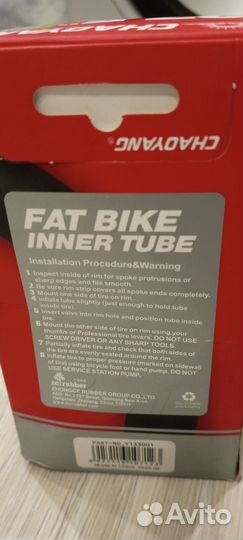 CHAOYANG®
FAT BIKE
INNER TUBE
Installation Procedure&Warning
1 Inspect inside of rim for spoke protrusions or
sharp edges and file smooth.
2 Be sure rim strip covers all spoke ends completely.
3 Mount one side of tire on rim.
4 Inflate tube slightly (just enough to hold tube
inside tire).
5 Insert valve into rim hole and position tube inside
tire.
6 Mount the other side of tire on rim using your
thumbs or Professional tire levers. DO NOT USE
SCREW DRIVER OR ANY SHARP TOOLS.
7 Partially inflate tire and check that both sides of
the tire are evenly seated around the rim.
8 Inflate tire to proper pressure (marked on sidewall
of tire) using bicycle foot or hand pump. DO NOT
USE SERVICE STATION PUMP.
zc rubber
ZHONGCE RUBBER GROUP CO.,LTD
Hangzhou, Zhejiang, China
PART-NO.
Avito